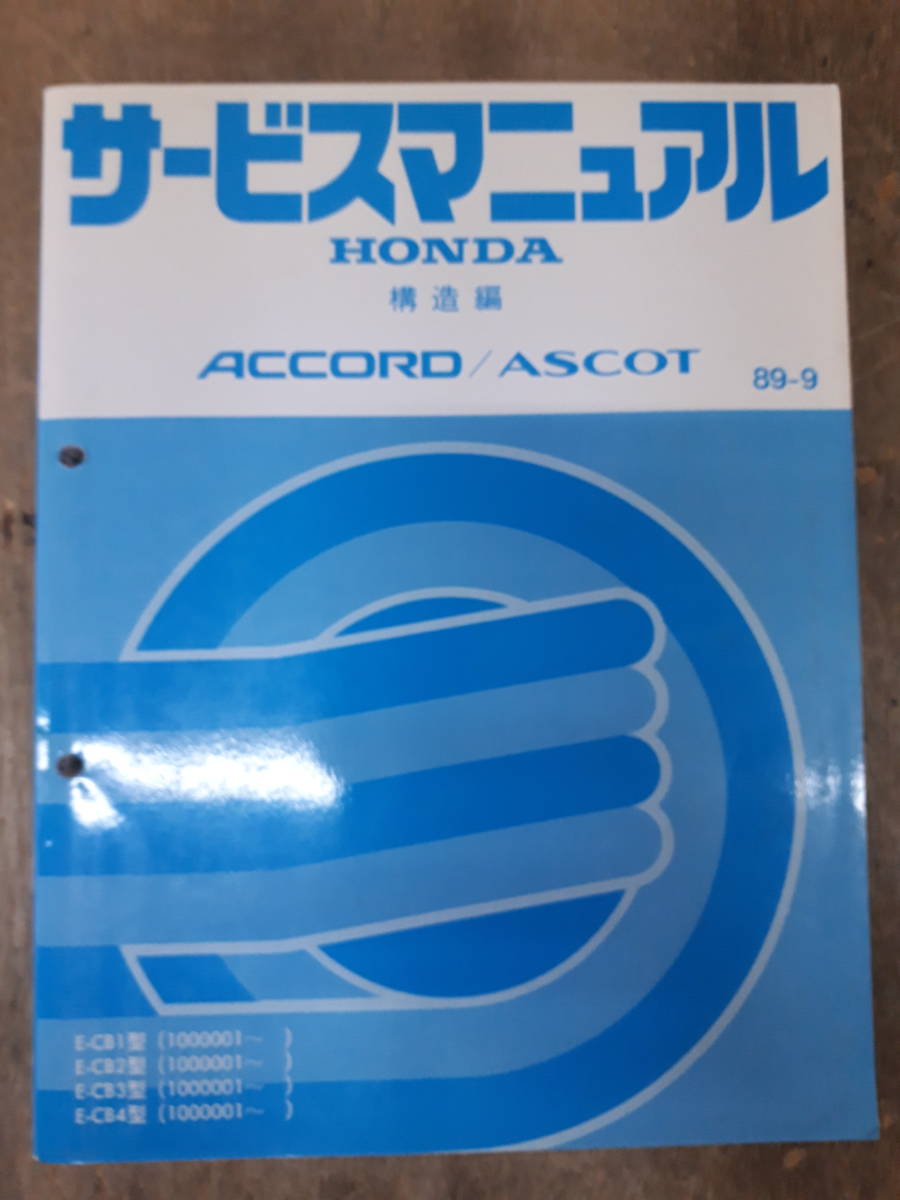 サービスマニュアル
HONDA
構造編
ACCORD/ASCOT
89-9
E-CB1型 (1000001〜 )
E-CB2型 (1000001〜 )
E-CB3型 (1000001〜 )
E-CB4型 (1000001〜 )